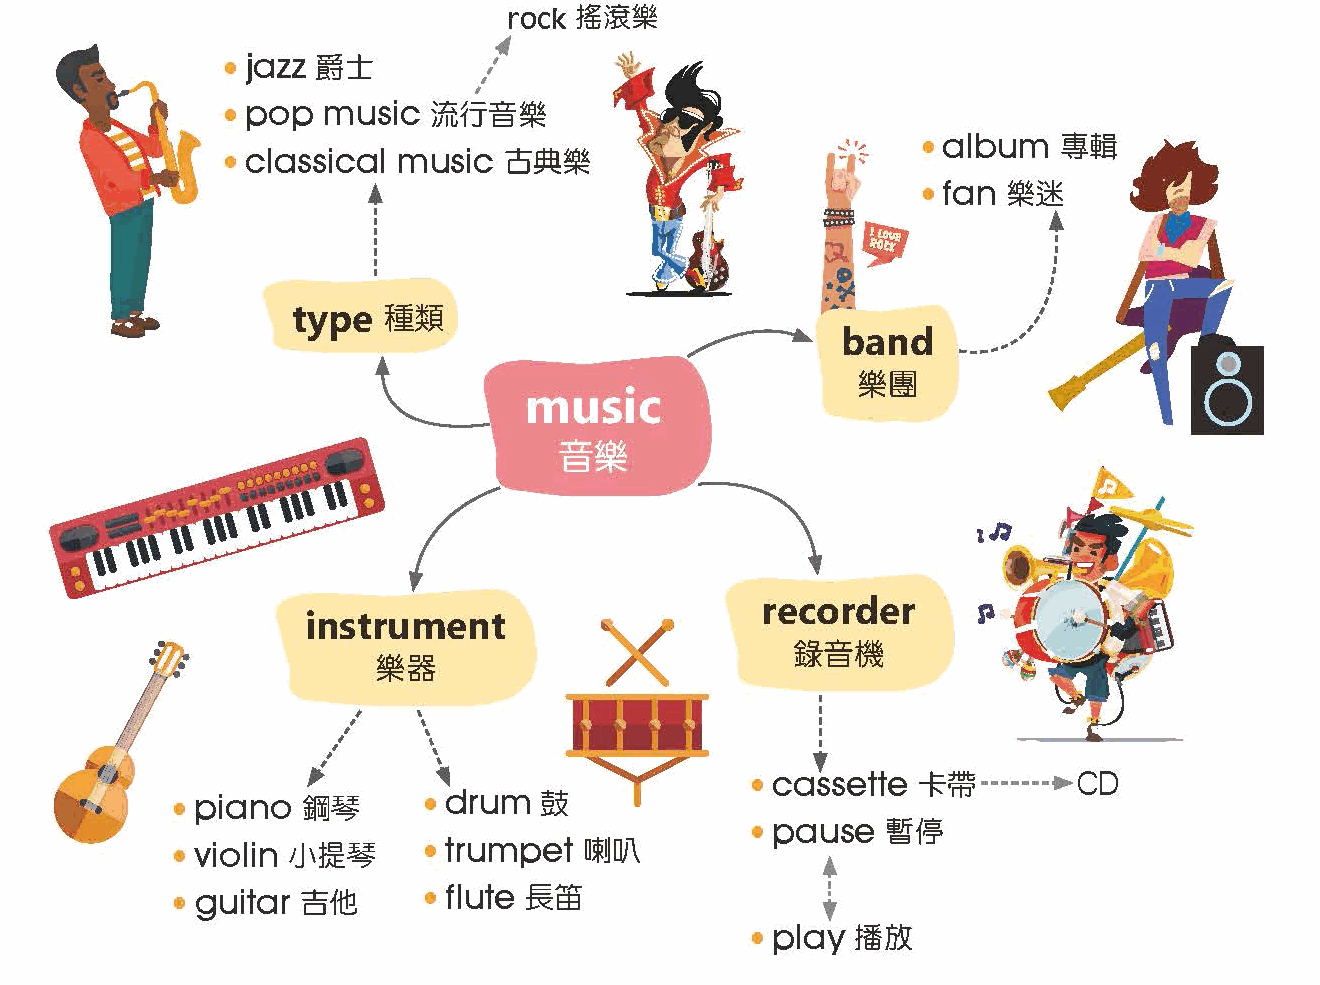 rock 搖滾樂
jazz 爵士
pop music 流行音樂
classical music 古典樂
type 種類
album 專輯
fan 樂迷
I LOVE
ROCK
band
樂團
music
音樂
instrument
樂器
piano 鋼琴
violin 小提琴
guitar 吉他
drum 鼓
trumpet 喇叭
flute 長笛
recorder
錄音機
cassette 卡帶 CD
pause 暫停
play 播放